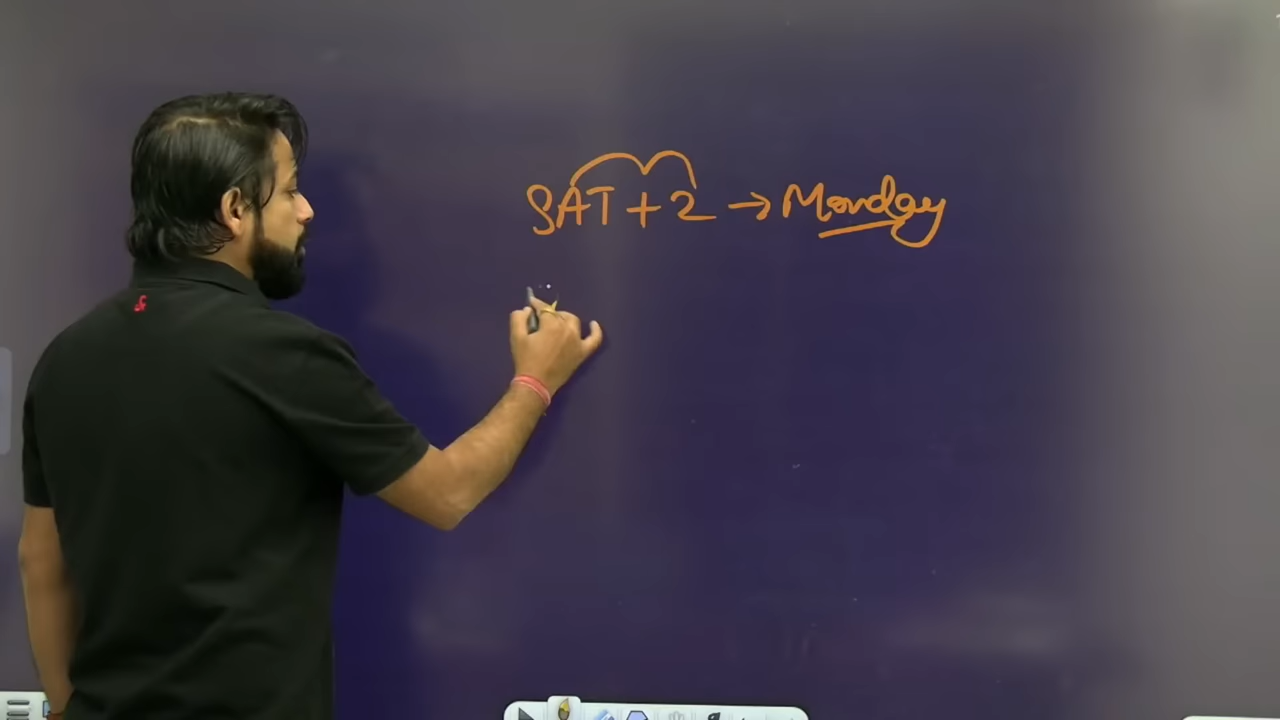 SAT + 2 → Monday